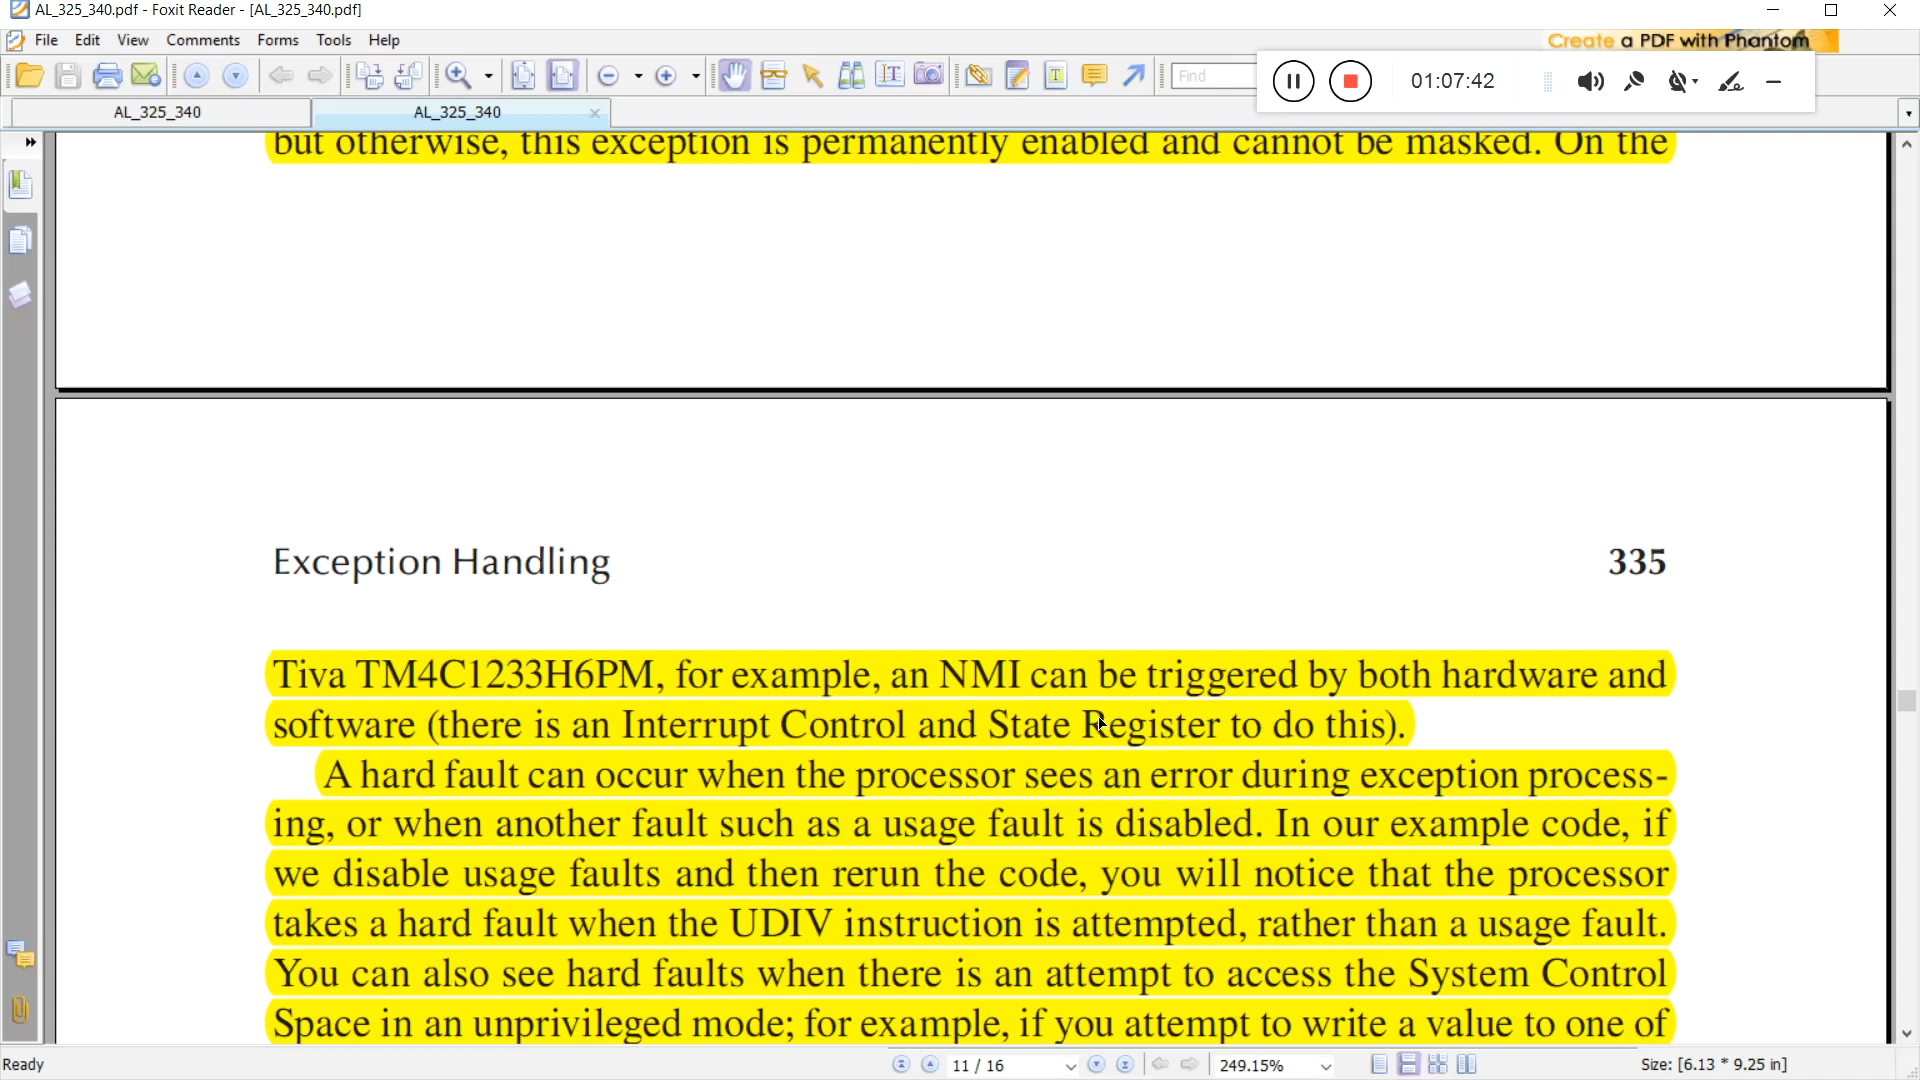 AL_325_340.pdf - Foxit Reader - [AL_325_340.pdf]
File Edit View Comments Forms Tools Help
Create a PDF with Phantom
Find
01:07:42
AL_325_340
AL_325_340
but otherwise, this exception is permanently enabled and cannot be masked. On the
Exception Handling 335
Tiva TM4C1233H6PM, for example, an NMI can be triggered by both hardware and
software (there is an Interrupt Control and State Register to do this).
A hard fault can occur when the processor sees an error during exception process-
ing, or when another fault such as a usage fault is disabled. In our example code, if
we disable usage faults and then rerun the code, you will notice that the processor
takes a hard fault when the UDIV instruction is attempted, rather than a usage fault.
You can also see hard faults when there is an attempt to access the System Control
Space in an unprivileged mode; for example, if you attempt to write a value to one of
Ready
11 / 16
249.15%
Size: [6.13 * 9.25 in]